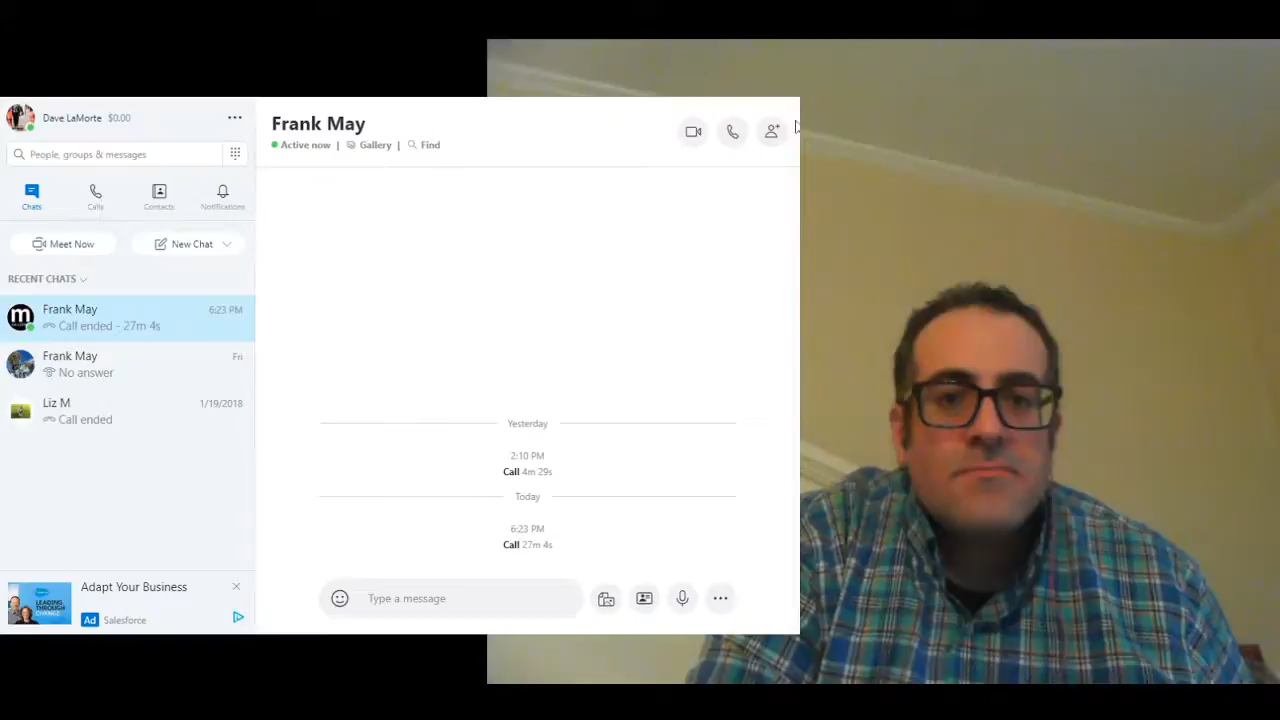 Dave LaMorte $0.00
People, groups & messages
Chats
Calls
Contacts
Notifications
Meet Now
New Chat
RECENT CHATS
Frank May 6:23 PM
Call ended - 27m 4s
Frank May Fri
No answer
Liz M 1/19/2018
Call ended
LEADING
THROUGH
CHANGE
Adapt Your Business
Ad Salesforce
Frank May
Active now | Gallery | Find
Yesterday
2:10 PM
Call 4m 29s
Today
6:23 PM
Call 27m 4s
Type a message